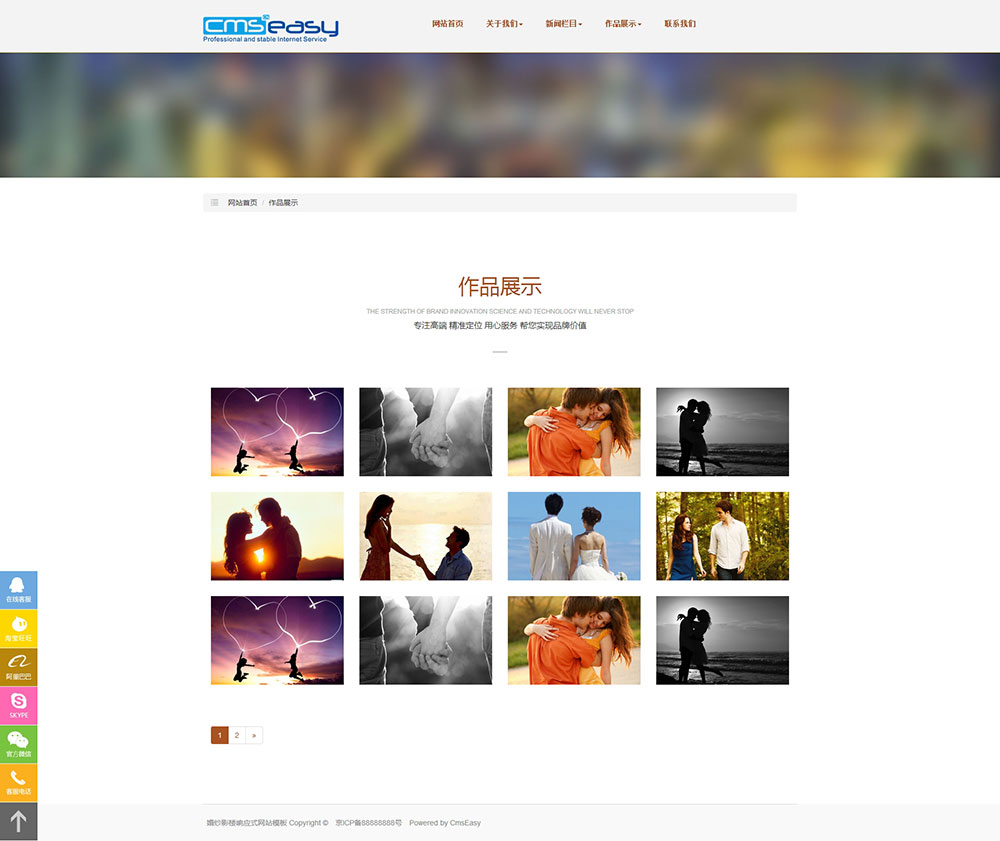 CmsEasy
Professional and stable Internet Service
网站首页 关于我们 新闻栏目 作品展示 联系我们
网站首页 / 作品展示
作品展示
THE STRENGTH OF BRAND INNOVATION SCIENCE AND TECHNOLOGY WILL NEVER STOP
专注高端 精准定位 用心服务 帮您实现品牌价值
在线客服
淘宝旺旺
阿里巴巴
SKYPE
官方微信
客服电话
1 2 »
婚纱影楼响应式网站模板 Copyright © 京ICP备88888888号 Powered by CmsEasy